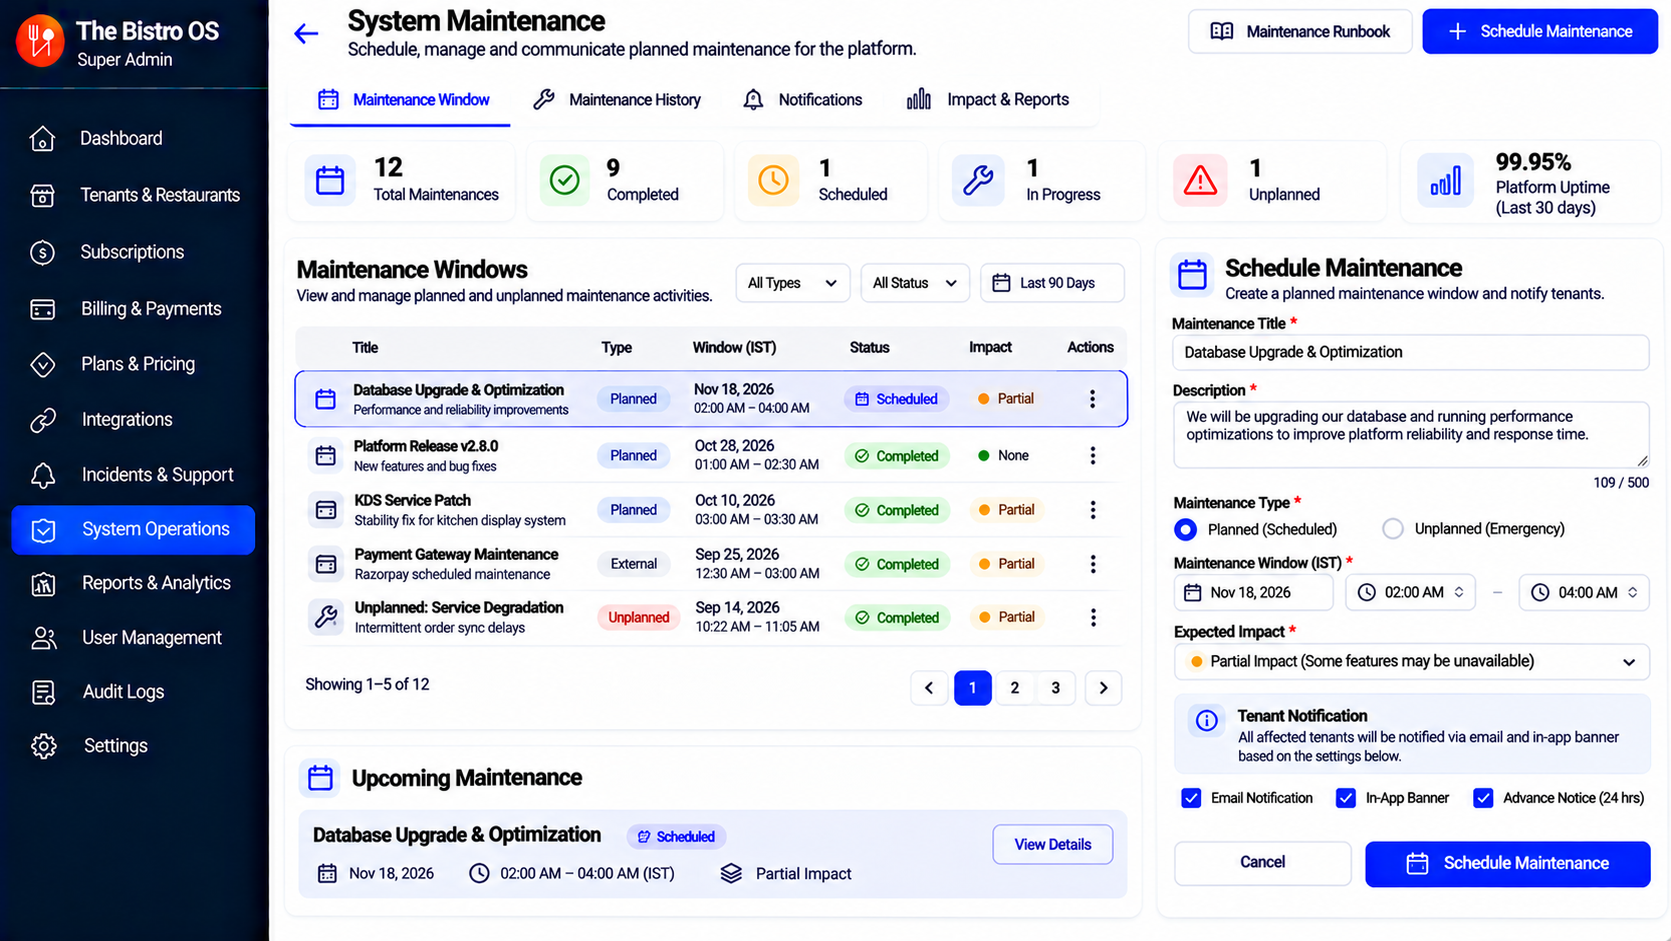 The Bistro OS
Super Admin
Dashboard
Tenants & Restaurants
Subscriptions
Billing & Payments
Plans & Pricing
Integrations
Incidents & Support
System Operations
Reports & Analytics
User Management
Audit Logs
Settings
System Maintenance
Schedule, manage and communicate planned maintenance for the platform.
Maintenance Runbook
Schedule Maintenance
Maintenance Window
Maintenance History
Notifications
Impact & Reports
12
Total Maintenances
9
Completed
1
Scheduled
1
In Progress
1
Unplanned
99.95%
Platform Uptime
(Last 30 days)
Maintenance Windows
View and manage planned and unplanned maintenance activities.
All Types
All Status
Last 90 Days
Title Type Window (IST) Status Impact Actions
Database Upgrade & Optimization
Performance and reliability improvements
Planned
Nov 18, 2026
02:00 AM – 04:00 AM
Scheduled
Partial
Platform Release v2.8.0
New features and bug fixes
Planned
Oct 28, 2026
01:00 AM – 02:30 AM
Completed
None
KDS Service Patch
Stability fix for kitchen display system
Planned
Oct 10, 2026
03:00 AM – 03:30 AM
Completed
Partial
Payment Gateway Maintenance
Razorpay scheduled maintenance
External
Sep 25, 2026
12:30 AM – 03:00 AM
Completed
Partial
Unplanned: Service Degradation
Intermittent order sync delays
Unplanned
Sep 14, 2026
10:22 AM – 11:05 AM
Completed
Partial
Showing 1–5 of 12
1 2 3
Upcoming Maintenance
Database Upgrade & Optimization
Scheduled
Nov 18, 2026
02:00 AM – 04:00 AM (IST)
Partial Impact
View Details
Schedule Maintenance
Create a planned maintenance window and notify tenants.
Maintenance Title *
Database Upgrade & Optimization
Description *
We will be upgrading our database and running performance
optimizations to improve platform reliability and response time.
109 / 500
Maintenance Type *
Planned (Scheduled)
Unplanned (Emergency)
Maintenance Window (IST) *
Nov 18, 2026
02:00 AM
–
04:00 AM
Expected Impact *
Partial Impact (Some features may be unavailable)
Tenant Notification
All affected tenants will be notified via email and in-app banner
based on the settings below.
Email Notification
In-App Banner
Advance Notice (24 hrs)
Cancel
Schedule Maintenance